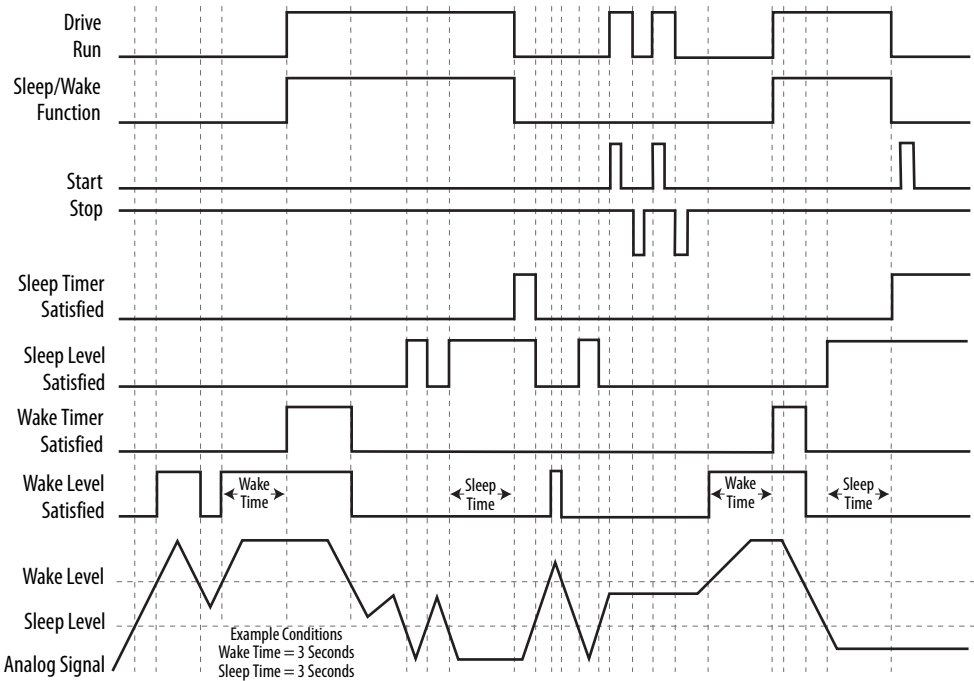 Drive
Run
Sleep/Wake
Function
Start
Stop
Sleep Timer
Satisfied
Sleep Level
Satisfied
Wake Timer
Satisfied
Wake Level
Satisfied
Wake
Time
Sleep
Time
Wake
Time
Sleep
Time
Wake Level
Sleep Level
Analog Signal
Example Conditions
Wake Time = 3 Seconds
Sleep Time = 3 Seconds